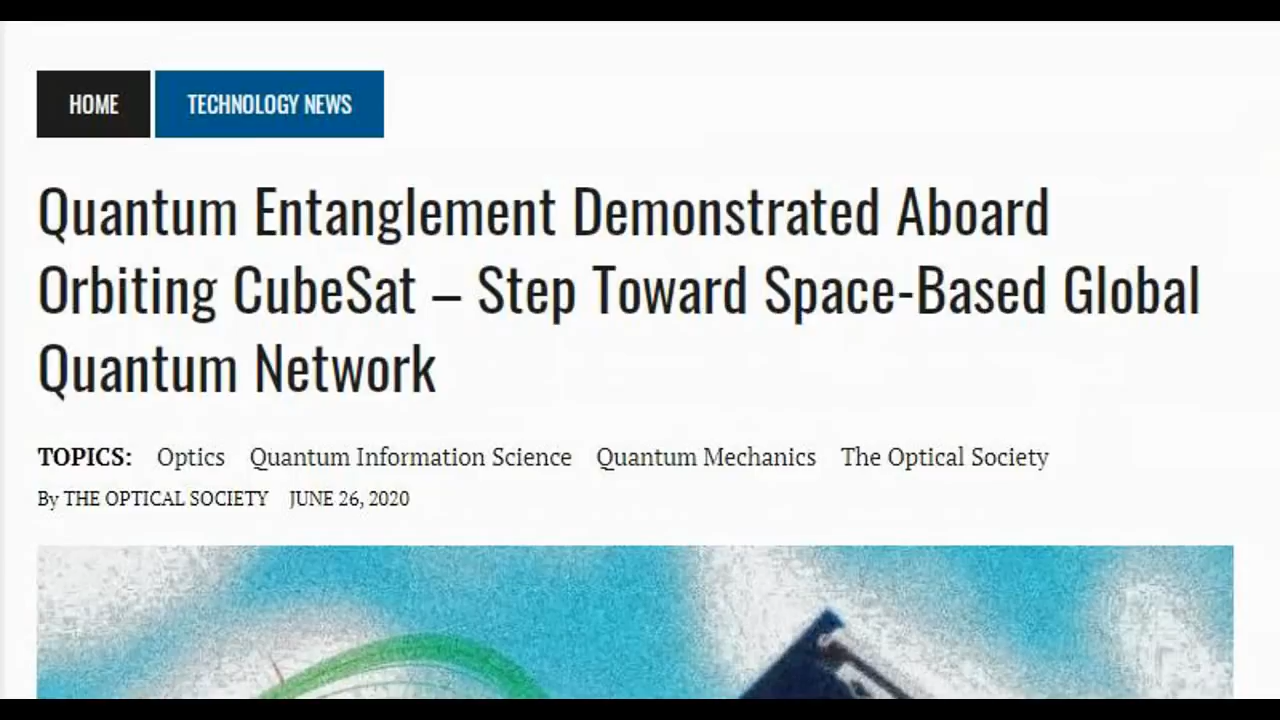 HOME TECHNOLOGY NEWS
Quantum Entanglement Demonstrated Aboard
Orbiting CubeSat – Step Toward Space-Based Global
Quantum Network
TOPICS: Optics Quantum Information Science Quantum Mechanics The Optical Society
By THE OPTICAL SOCIETY JUNE 26, 2020